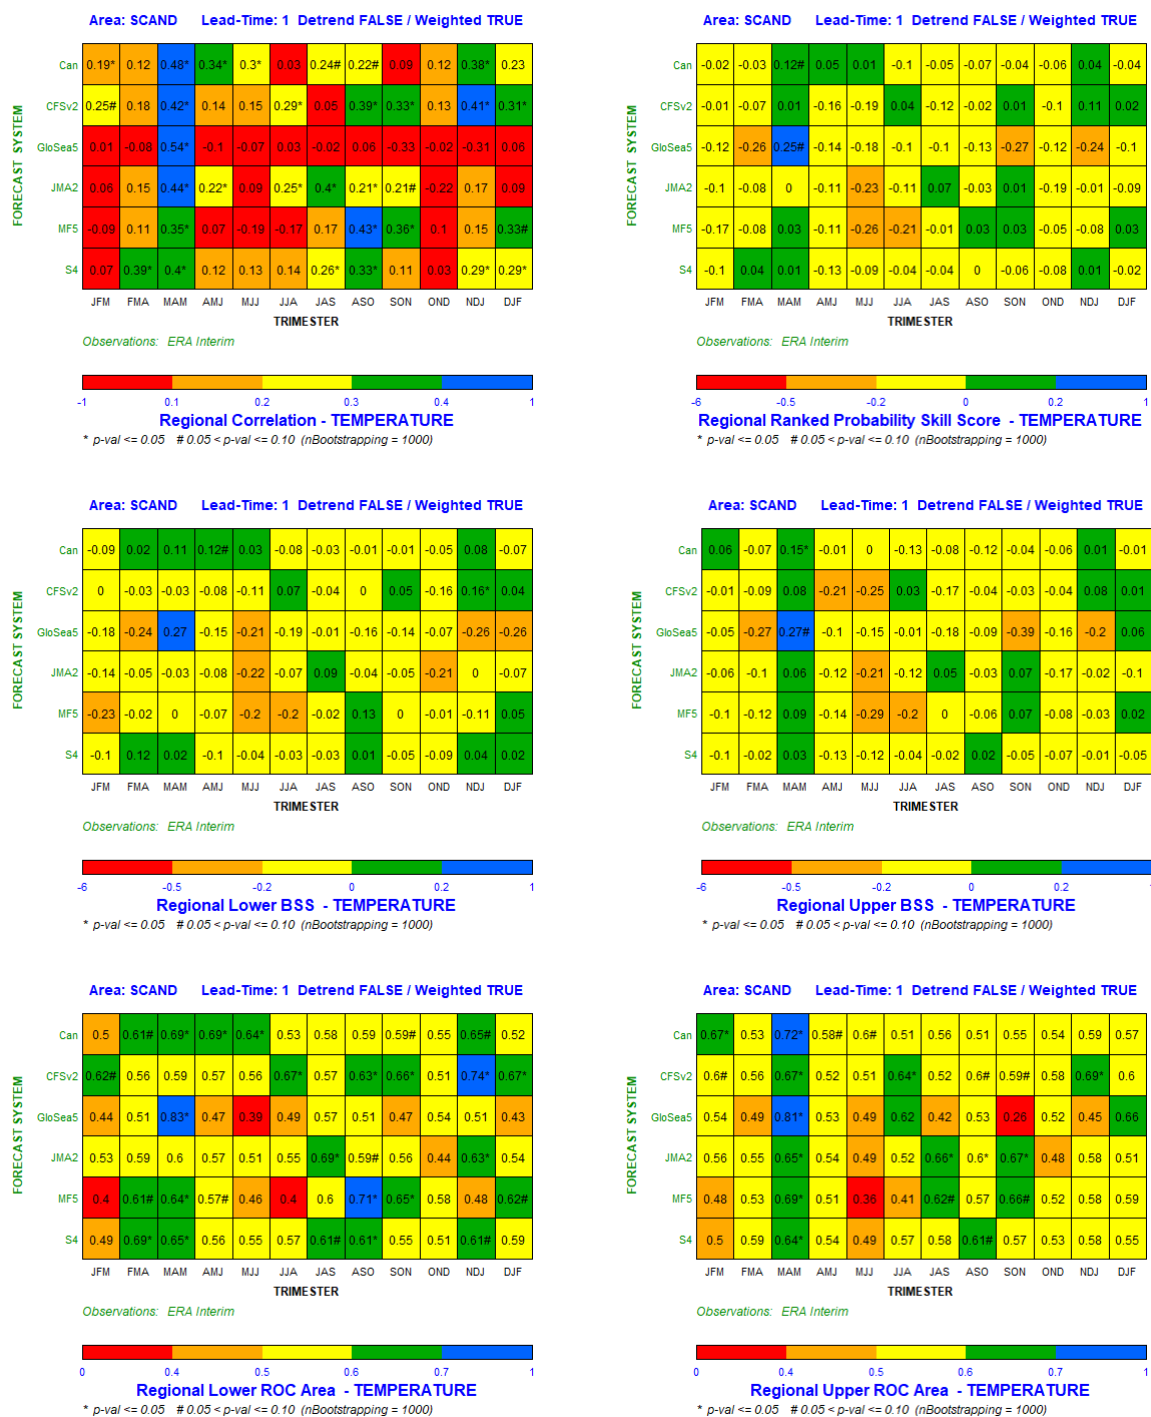 Area: SCAND Lead-Time: 1 Detrend FALSE / Weighted TRUE
FORECAST SYSTEM
Can 0.19* 0.12 0.48* 0.34* 0.3* 0.03 0.24# 0.22# 0.09 0.12 0.38* 0.23
CFSv2 0.25# 0.18 0.42* 0.14 0.15 0.29* 0.05 0.39* 0.33* 0.13 0.41* 0.31*
GloSea5 0.01 -0.08 0.54* -0.1 -0.07 0.03 -0.02 0.06 -0.33 -0.02 -0.31 0.06
JMA2 0.06 0.15 0.44* 0.22* 0.09 0.25* 0.4* 0.21* 0.21# -0.22 0.17 0.09
MF5 -0.09 0.11 0.35* 0.07 -0.19 -0.17 0.17 0.43* 0.36* 0.1 0.15 0.33#
S4 0.07 0.39* 0.4* 0.12 0.13 0.14 0.26* 0.33* 0.11 0.03 0.29* 0.29*
JFM FMA MAM AMJ MJJ JJA JAS ASO SON OND NDJ DJF
TRIMESTER
Observations: ERA Interim
-1 0.1 0.2 0.3 0.4 1
Regional Correlation - TEMPERATURE
* p-val <= 0.05 # 0.05 < p-val <= 0.10 (nBootstrapping = 1000)
Area: SCAND Lead-Time: 1 Detrend FALSE / Weighted TRUE
FORECAST SYSTEM
Can -0.02 -0.03 0.12# 0.05 0.01 -0.1 -0.05 -0.07 -0.04 -0.06 0.04 -0.04
CFSv2 -0.01 -0.07 0.01 -0.16 -0.19 0.04 -0.12 -0.02 0.01 -0.1 0.11 0.02
GloSea5 -0.12 -0.26 0.25# -0.14 -0.18 -0.1 -0.1 -0.13 -0.27 -0.12 -0.24 -0.1
JMA2 -0.1 -0.08 0 -0.11 -0.23 -0.11 0.07 -0.03 0.01 -0.19 -0.01 -0.09
MF5 -0.17 -0.08 0.03 -0.11 -0.26 -0.21 -0.01 0.03 0.03 -0.05 -0.08 0.03
S4 -0.1 0.04 0.01 -0.13 -0.09 -0.04 -0.04 0 -0.06 -0.08 0.01 -0.02
JFM FMA MAM AMJ MJJ JJA JAS ASO SON OND NDJ DJF
TRIMESTER
Observations: ERA Interim
-6 -0.5 -0.2 0 0.2 1
Regional Ranked Probability Skill Score - TEMPERATURE
* p-val <= 0.05 # 0.05 < p-val <= 0.10 (nBootstrapping = 1000)
Area: SCAND Lead-Time: 1 Detrend FALSE / Weighted TRUE
FORECAST SYSTEM
Can -0.09 0.02 0.11 0.12# 0.03 -0.08 -0.03 -0.01 -0.01 -0.05 0.08 -0.07
CFSv2 0 -0.03 -0.03 -0.08 -0.11 0.07 -0.04 0 0.05 -0.16 0.16* 0.04
GloSea5 -0.18 -0.24 0.27 -0.15 -0.21 -0.19 -0.01 -0.16 -0.14 -0.07 -0.26 -0.26
JMA2 -0.14 -0.05 -0.03 -0.08 -0.22 -0.07 0.09 -0.04 -0.05 -0.21 0 -0.07
MF5 -0.23 -0.02 0 -0.07 -0.2 -0.2 -0.02 0.13 0 -0.01 -0.11 0.05
S4 -0.1 0.12 0.02 -0.1 -0.04 -0.03 -0.03 0.01 -0.05 -0.09 0.04 0.02
JFM FMA MAM AMJ MJJ JJA JAS ASO SON OND NDJ DJF
TRIMESTER
Observations: ERA Interim
-6 -0.5 -0.2 0 0.2 1
Regional Lower BSS - TEMPERATURE
* p-val <= 0.05 # 0.05 < p-val <= 0.10 (nBootstrapping = 1000)
Area: SCAND Lead-Time: 1 Detrend FALSE / Weighted TRUE
FORECAST SYSTEM
Can 0.06 -0.07 0.15* -0.01 0 -0.13 -0.08 -0.12 -0.04 -0.06 0.01 -0.01
CFSv2 -0.01 -0.09 0.08 -0.21 -0.25 0.03 -0.17 -0.04 -0.03 -0.04 0.08 0.01
GloSea5 -0.05 -0.27 0.27# -0.1 -0.15 -0.01 -0.18 -0.09 -0.39 -0.16 -0.2 0.06
JMA2 -0.06 -0.1 0.06 -0.12 -0.21 -0.12 0.05 -0.03 0.07 -0.17 -0.02 -0.1
MF5 -0.1 -0.12 0.09 -0.14 -0.29 -0.2 0 -0.06 0.07 -0.08 -0.03 0.02
S4 -0.1 -0.02 0.03 -0.13 -0.12 -0.04 -0.02 0.02 -0.05 -0.07 -0.01 -0.05
JFM FMA MAM AMJ MJJ JJA JAS ASO SON OND NDJ DJF
TRIMESTER
Observations: ERA Interim
-6 -0.5 -0.2 0 0.2 1
Regional Upper BSS - TEMPERATURE
* p-val <= 0.05 # 0.05 < p-val <= 0.10 (nBootstrapping = 1000)
Area: SCAND Lead-Time: 1 Detrend FALSE / Weighted TRUE
FORECAST SYSTEM
Can 0.5 0.61# 0.69* 0.69* 0.64* 0.53 0.58 0.59 0.59# 0.55 0.65# 0.52
CFSv2 0.62# 0.56 0.59 0.57 0.56 0.67* 0.57 0.63* 0.66* 0.51 0.74* 0.67*
GloSea5 0.44 0.51 0.83* 0.47 0.39 0.49 0.57 0.51 0.47 0.54 0.51 0.43
JMA2 0.53 0.59 0.6 0.57 0.51 0.55 0.69* 0.59# 0.56 0.44 0.63* 0.54
MF5 0.4 0.61# 0.64* 0.57# 0.46 0.4 0.6 0.71* 0.65* 0.58 0.48 0.62#
S4 0.49 0.69* 0.65* 0.56 0.55 0.57 0.61# 0.61* 0.55 0.51 0.61# 0.59
JFM FMA MAM AMJ MJJ JJA JAS ASO SON OND NDJ DJF
TRIMESTER
Observations: ERA Interim
0 0.4 0.5 0.6 0.7 1
Regional Lower ROC Area - TEMPERATURE
* p-val <= 0.05 # 0.05 < p-val <= 0.10 (nBootstrapping = 1000)
Area: SCAND Lead-Time: 1 Detrend FALSE / Weighted TRUE
FORECAST SYSTEM
Can 0.67* 0.53 0.72* 0.58# 0.6# 0.51 0.56 0.51 0.55 0.54 0.59 0.57
CFSv2 0.6# 0.56 0.67* 0.52 0.51 0.64* 0.52 0.6# 0.59# 0.58 0.69* 0.6
GloSea5 0.54 0.49 0.81* 0.53 0.49 0.62 0.42 0.53 0.26 0.52 0.45 0.66
JMA2 0.56 0.55 0.65* 0.54 0.49 0.52 0.66* 0.6* 0.67* 0.48 0.58 0.51
MF5 0.48 0.53 0.69* 0.51 0.36 0.41 0.62# 0.57 0.66# 0.52 0.58 0.59
S4 0.5 0.59 0.64* 0.54 0.49 0.57 0.58 0.61# 0.57 0.53 0.58 0.55
JFM FMA MAM AMJ MJJ JJA JAS ASO SON OND NDJ DJF
TRIMESTER
Observations: ERA Interim
0 0.4 0.5 0.6 0.7 1
Regional Upper ROC Area - TEMPERATURE
* p-val <= 0.05 # 0.05 < p-val <= 0.10 (nBootstrapping = 1000)